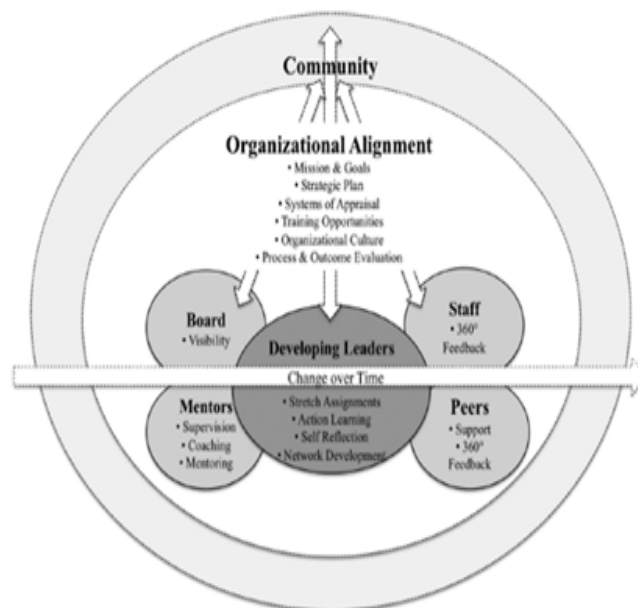 Community
Organizational Alignment
• Mission & Goals
• Strategic Plan
• Systems of Appraisal
• Training Opportunities
• Organizational Culture
• Process & Outcome Evaluation
Board
• Visibility
Staff
• 360°
Feedback
Developing Leaders
Change over Time
• Stretch Assignments
• Action Learning
• Self Reflection
• Network Development
Mentors
• Supervision
• Coaching
• Mentoring
Peers
• Support
• 360°
Feedback